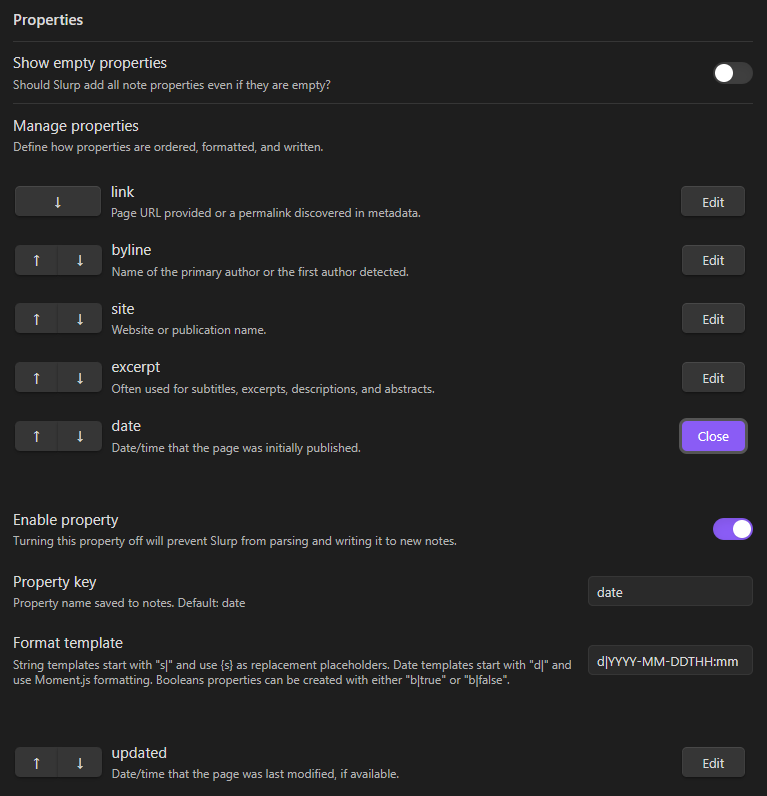 Properties
Show empty properties
Should Slurp add all note properties even if they are empty?
Manage properties
Define how properties are ordered, formatted, and written.
↓
link
Page URL provided or a permalink discovered in metadata.
Edit
↑ ↓
byline
Name of the primary author or the first author detected.
Edit
↑ ↓
site
Website or publication name.
Edit
↑ ↓
excerpt
Often used for subtitles, excerpts, descriptions, and abstracts.
Edit
↑ ↓
date
Date/time that the page was initially published.
Close
Enable property
Turning this property off will prevent Slurp from parsing and writing it to new notes.
Property key
Property name saved to notes. Default: date
date
Format template
String templates start with "s|" and use {s} as replacement placeholders. Date templates start with "d|" and
use Moment.js formatting. Booleans properties can be created with either "b|true" or "b|false".
d|YYYY-MM-DDTHH:mm
↑ ↓
updated
Date/time that the page was last modified, if available.
Edit